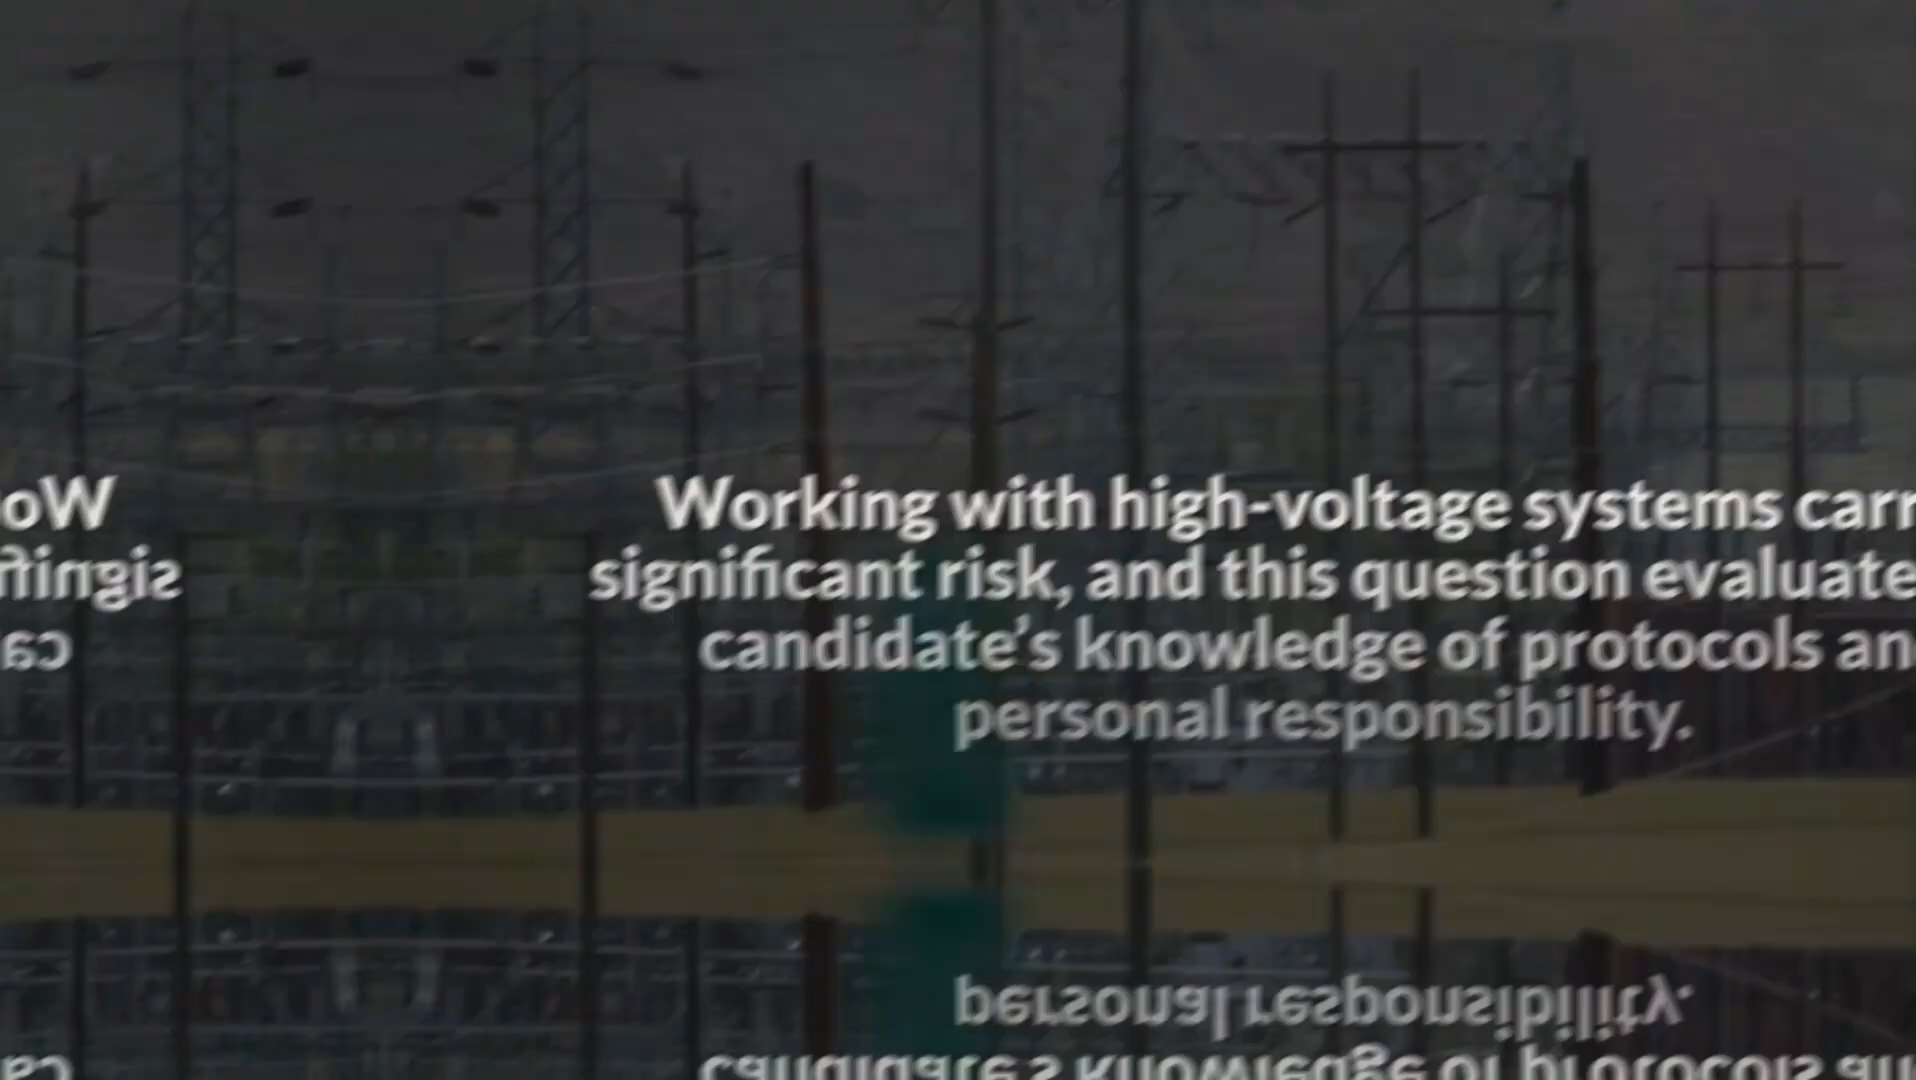 Working with high-voltage systems carr
significant risk, and this question evaluate
candidate's knowledge of protocols an
personal responsibility.